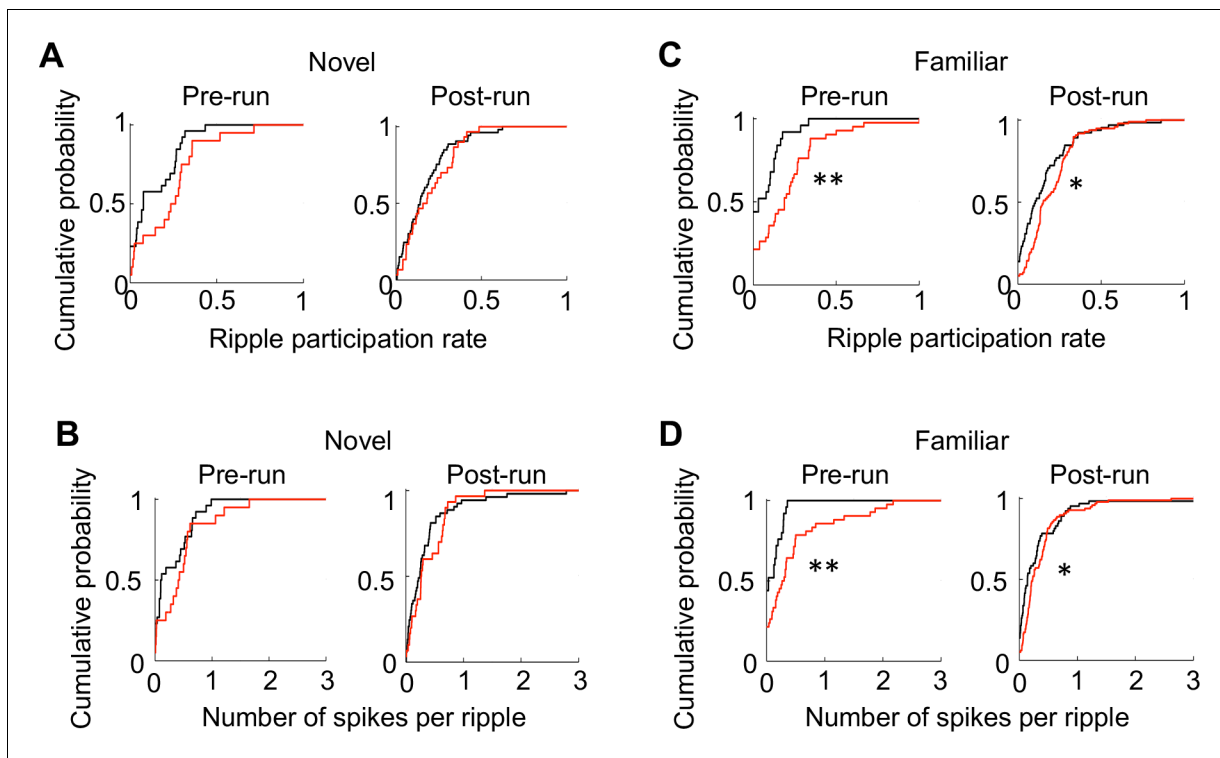 A
Novel
Pre-run
Post-run
Cumulative probability
1
0.5
0
0.5
1
1
0.5
0
0.5
1
Ripple participation rate
C
Familiar
Pre-run
Post-run
Cumulative probability
1
0.5
0
**
0
0.5
1
1
0.5
0
*
0
0.5
1
Ripple participation rate
B
Novel
Pre-run
Post-run
Cumulative probability
1
0.5
0
0
1
2
3
1
0.5
0
0
1
2
3
Number of spikes per ripple
D
Familiar
Pre-run
Post-run
Cumulative probability
1
0.5
0
**
0
1
2
3
1
0.5
0
*
0
1
2
3
Number of spikes per ripple